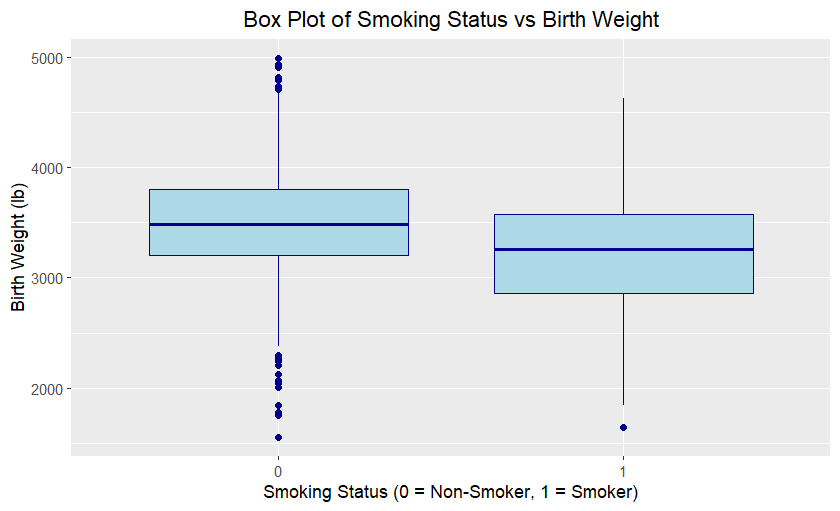 Box Plot of Smoking Status vs Birth Weight
Birth Weight (lb)
5000
4000
3000
2000
0
1
Smoking Status (0 = Non-Smoker, 1 = Smoker)